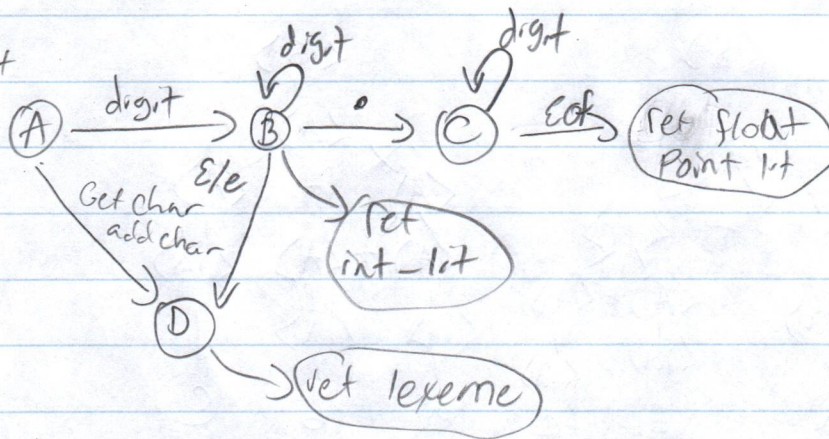 digit
digit
digit
A
B
.
C
EOF
ret float
point lit
E/e
Get char
add char
ret
int_lit
D
ret lexeme